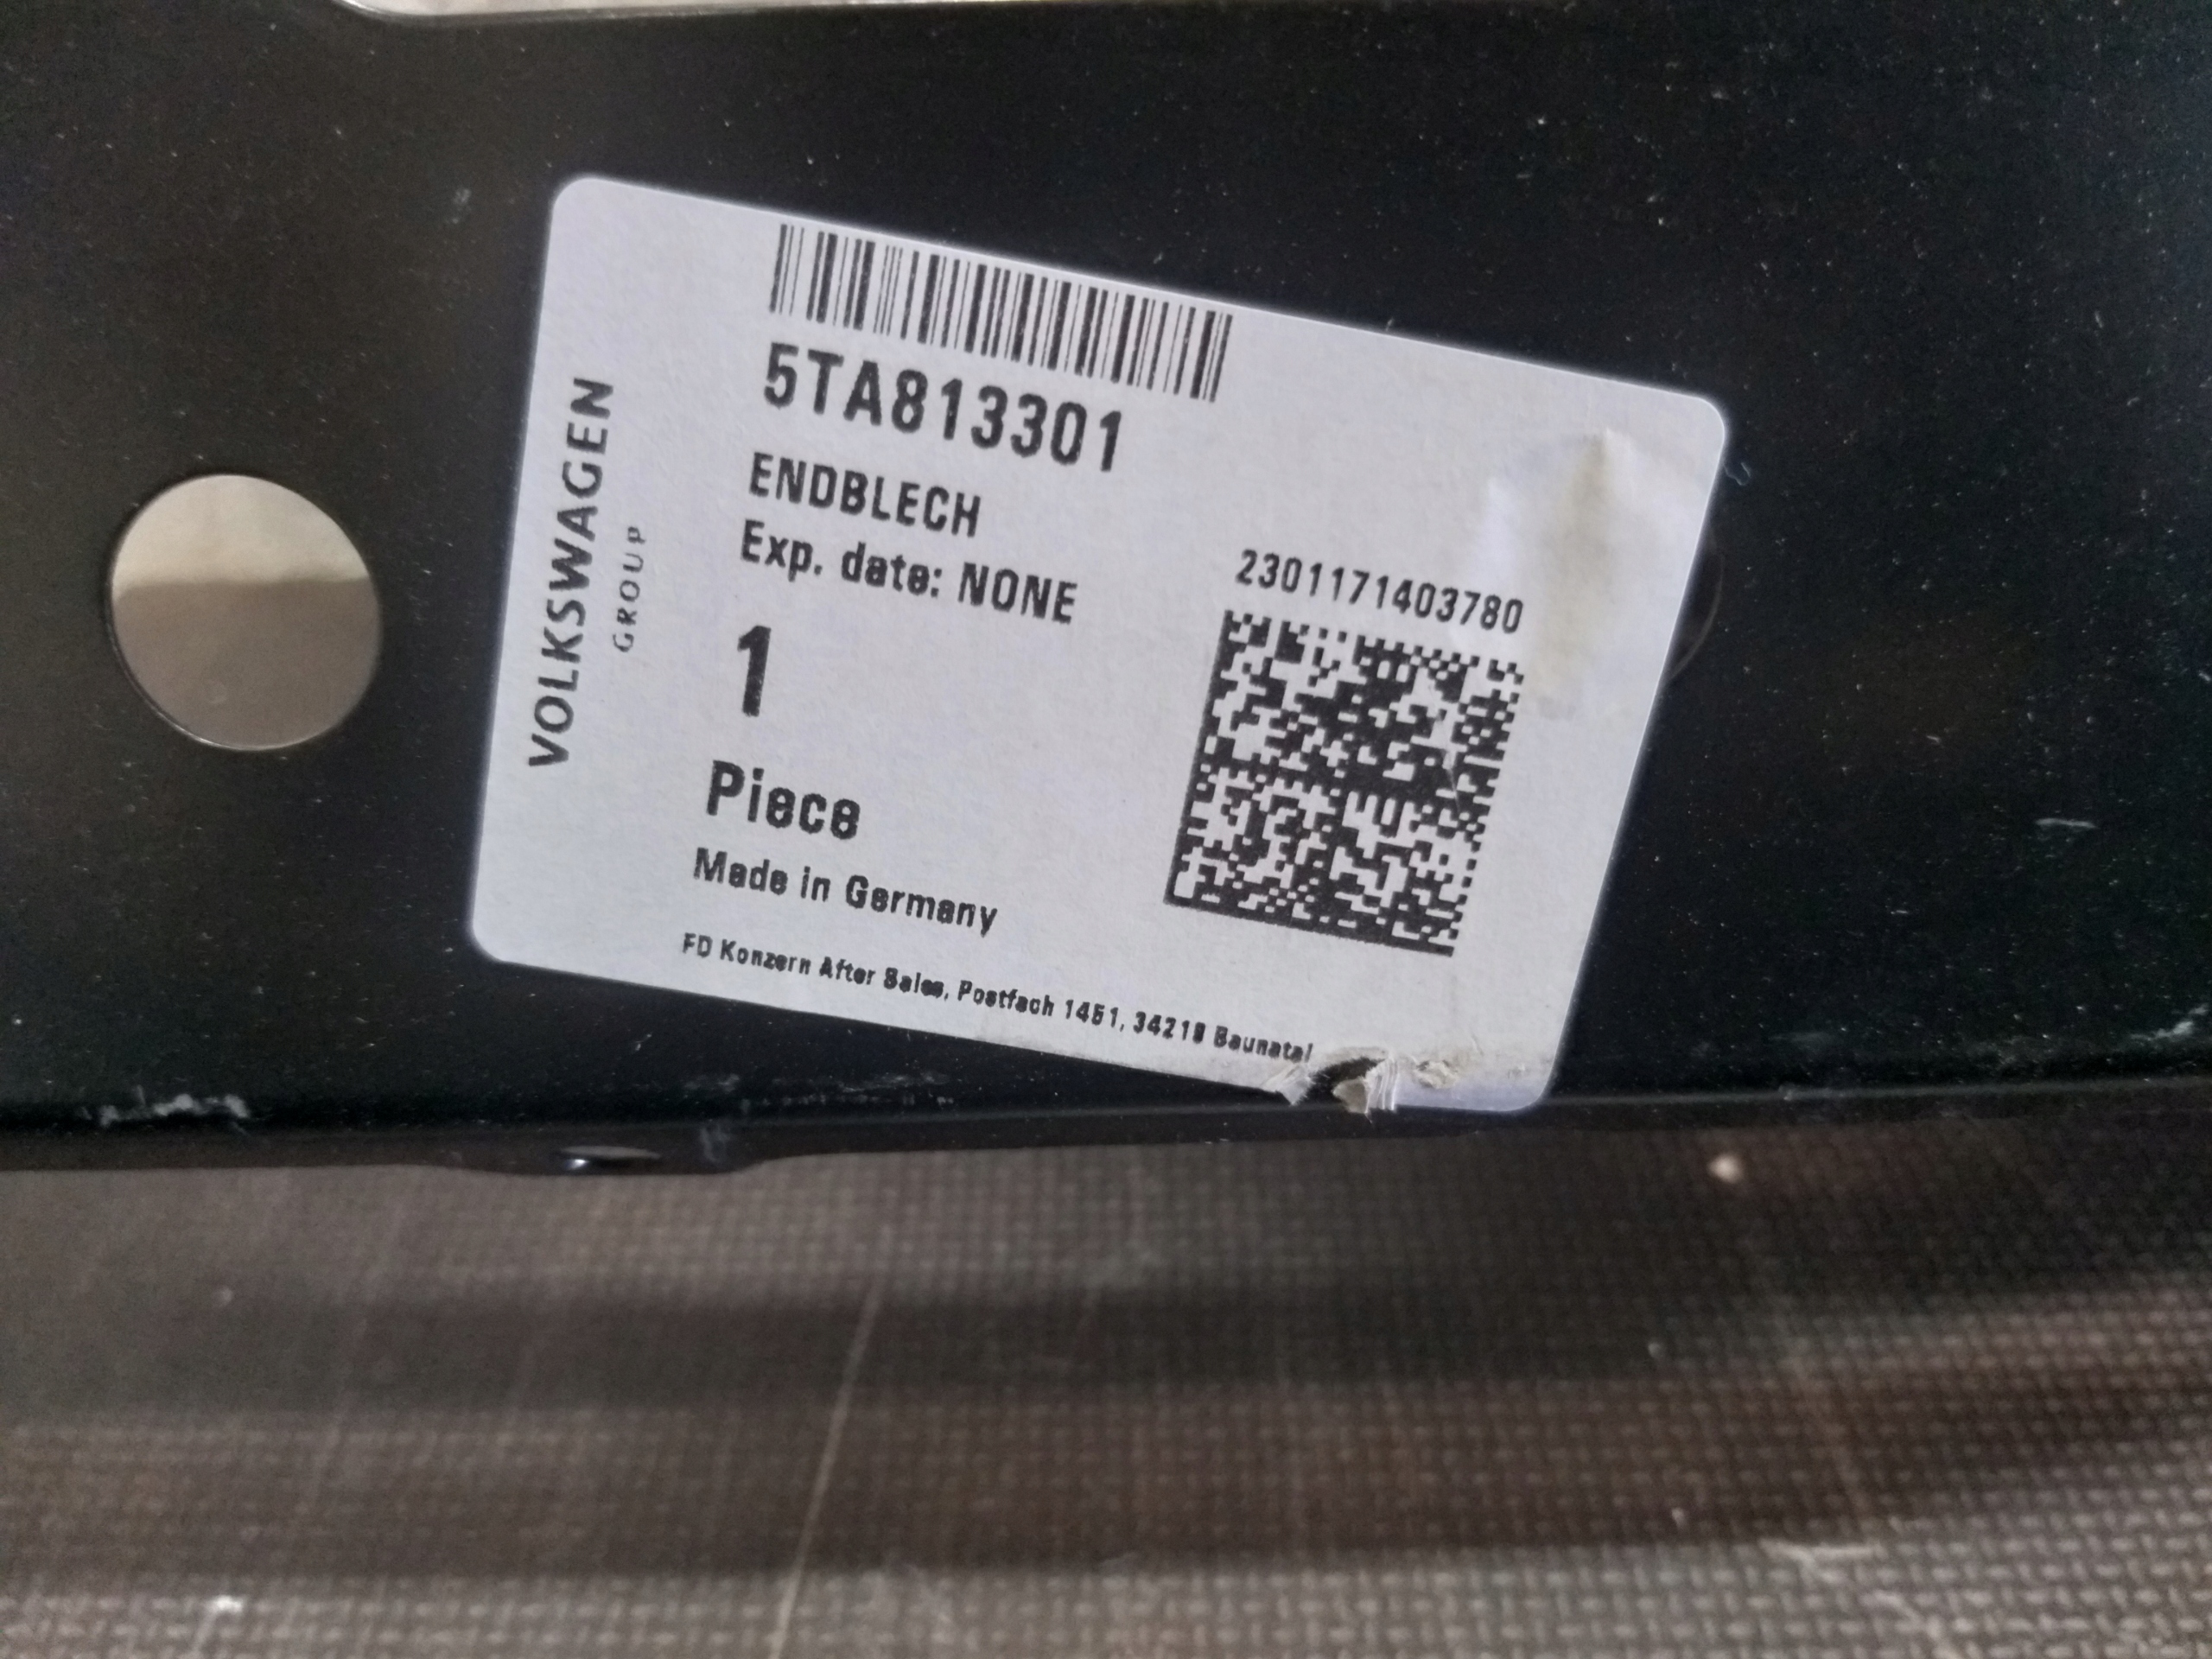 VOLKSWAGEN
GROUP
5TA813301
ENDBLECH
Exp. date: NONE
1
Piece
Made in Germany
2301171403780
FD Konzern After Sales, Postfach 1451, 34219 Baunatal